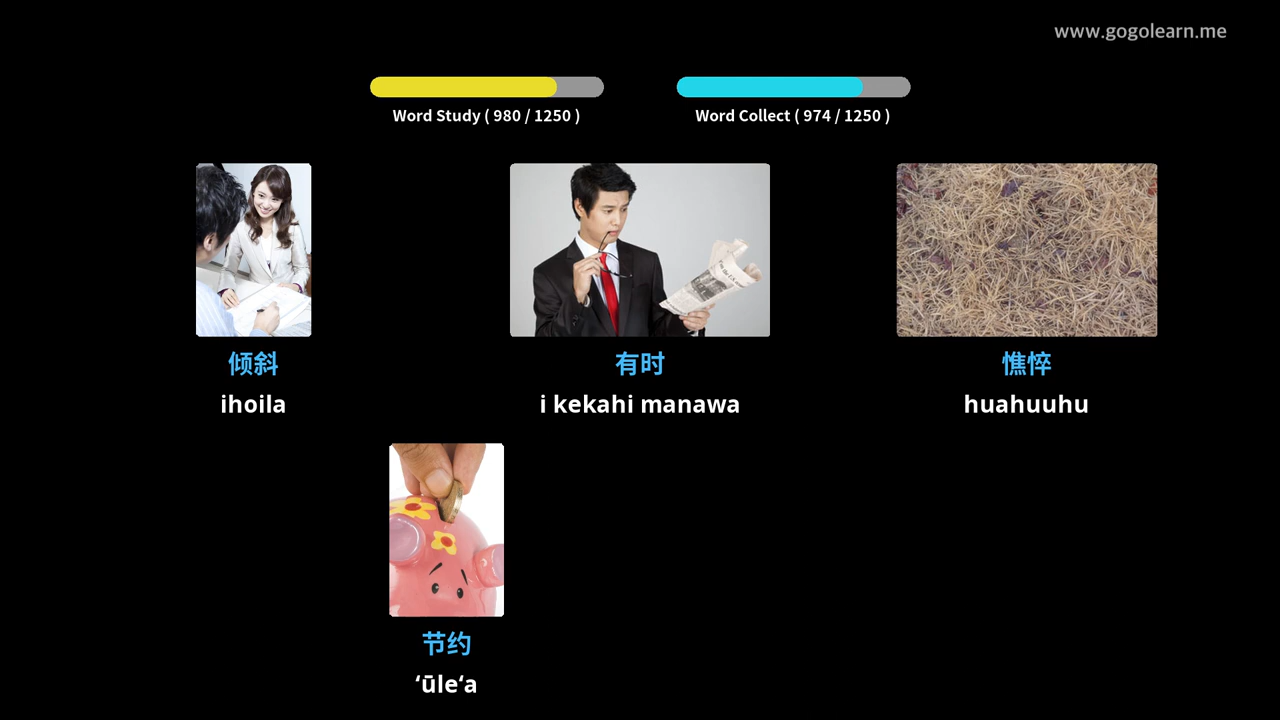 www.gogolearn.me
Word Study ( 980 / 1250 )
Word Collect ( 974 / 1250 )
倾斜
ihoila
有时
i kekahi manawa
憔悴
huahuuhu
节约
ʻūleʻa